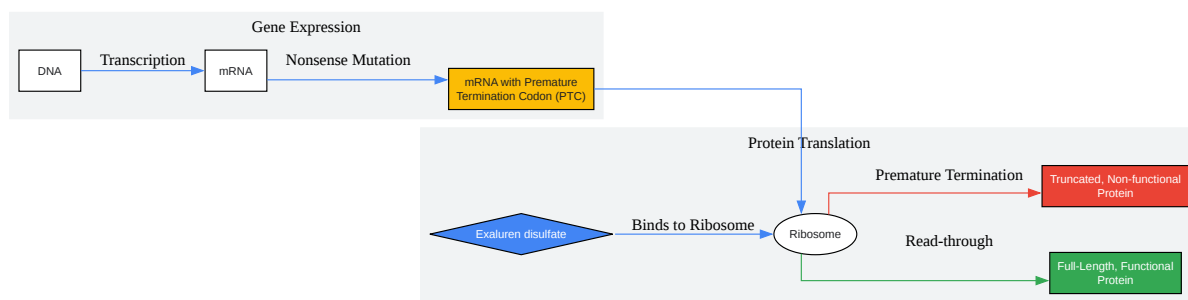 Gene Expression
DNA
Transcription
mRNA
Nonsense Mutation
mRNA with Premature
Termination Codon (PTC)
Protein Translation
Exaluren disulfate
Binds to Ribosome
Ribosome
Premature Termination
Truncated, Non-functional
Protein
Read-through
Full-Length, Functional
Protein